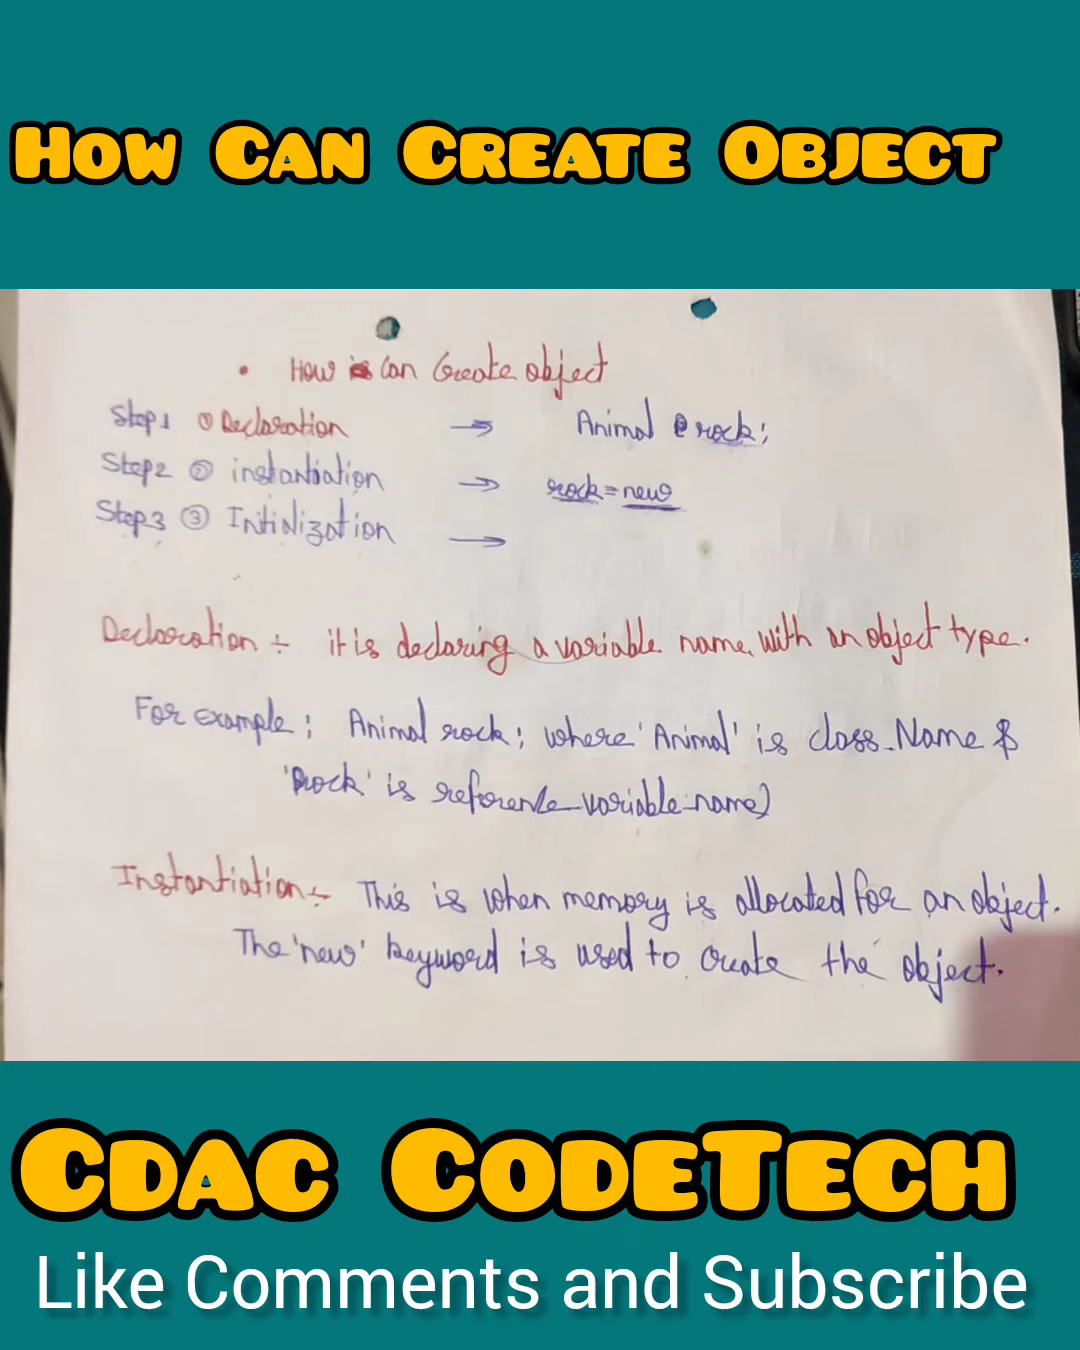 How Can Create Object
• How Can Create object
Step1 ① Declaration → Animal rock;
Step2 ② instantiation → rock = new
Step3 ③ Initialization →
Declaration :- it is declaring a variable name with an object type.
For example; Animal rock; where 'Animal' is class-Name &
'Rock' is reference-variable-name)
Instantiation :- This is when memory is allocated for an object.
The 'new' keyword is used to create the object.
Cdac CodeTech
Like Comments and Subscribe